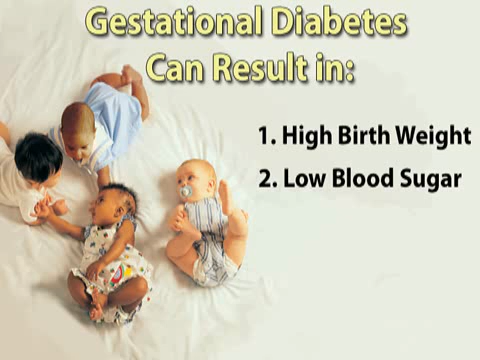 Gestational Diabetes
Can Result in:
1. High Birth Weight
2. Low Blood Sugar